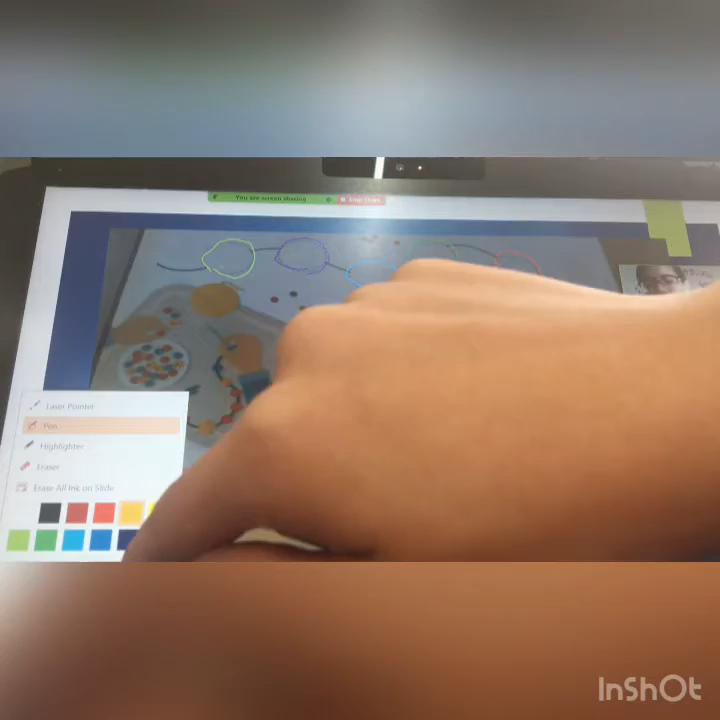 You are screen sharing
Stop Share
Laser Pointer
Pen
Highlighter
Eraser
Erase All Ink on Slide
InShOt